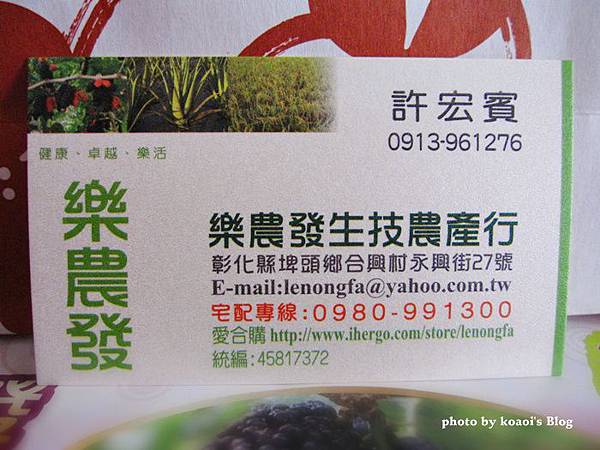 許宏賓
0913-961276
健康、卓越、樂活
樂農發
樂農發生技農產行
彰化縣埤頭鄉合興村永興街27號
E-mail:lenongfa@yahoo.com.tw
宅配專線:0980-991300
愛合購 http://www.ihergo.com/store/lenongfa
統編:45817372
photo by koaoi's Blog